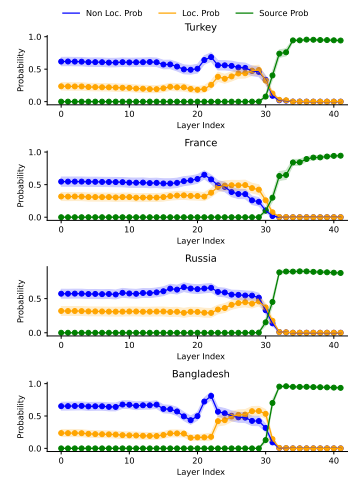 Non Loc. Prob Loc. Prob Source Prob
Turkey
1.0
0.5
0.0
Probability
0 10 20 30 40
Layer Index
France
1.0
0.5
0.0
Probability
0 10 20 30 40
Layer Index
Russia
0.5
0.0
Probability
0 10 20 30 40
Layer Index
Bangladesh
1.0
0.5
0.0
Probability
0 10 20 30 40
Layer Index